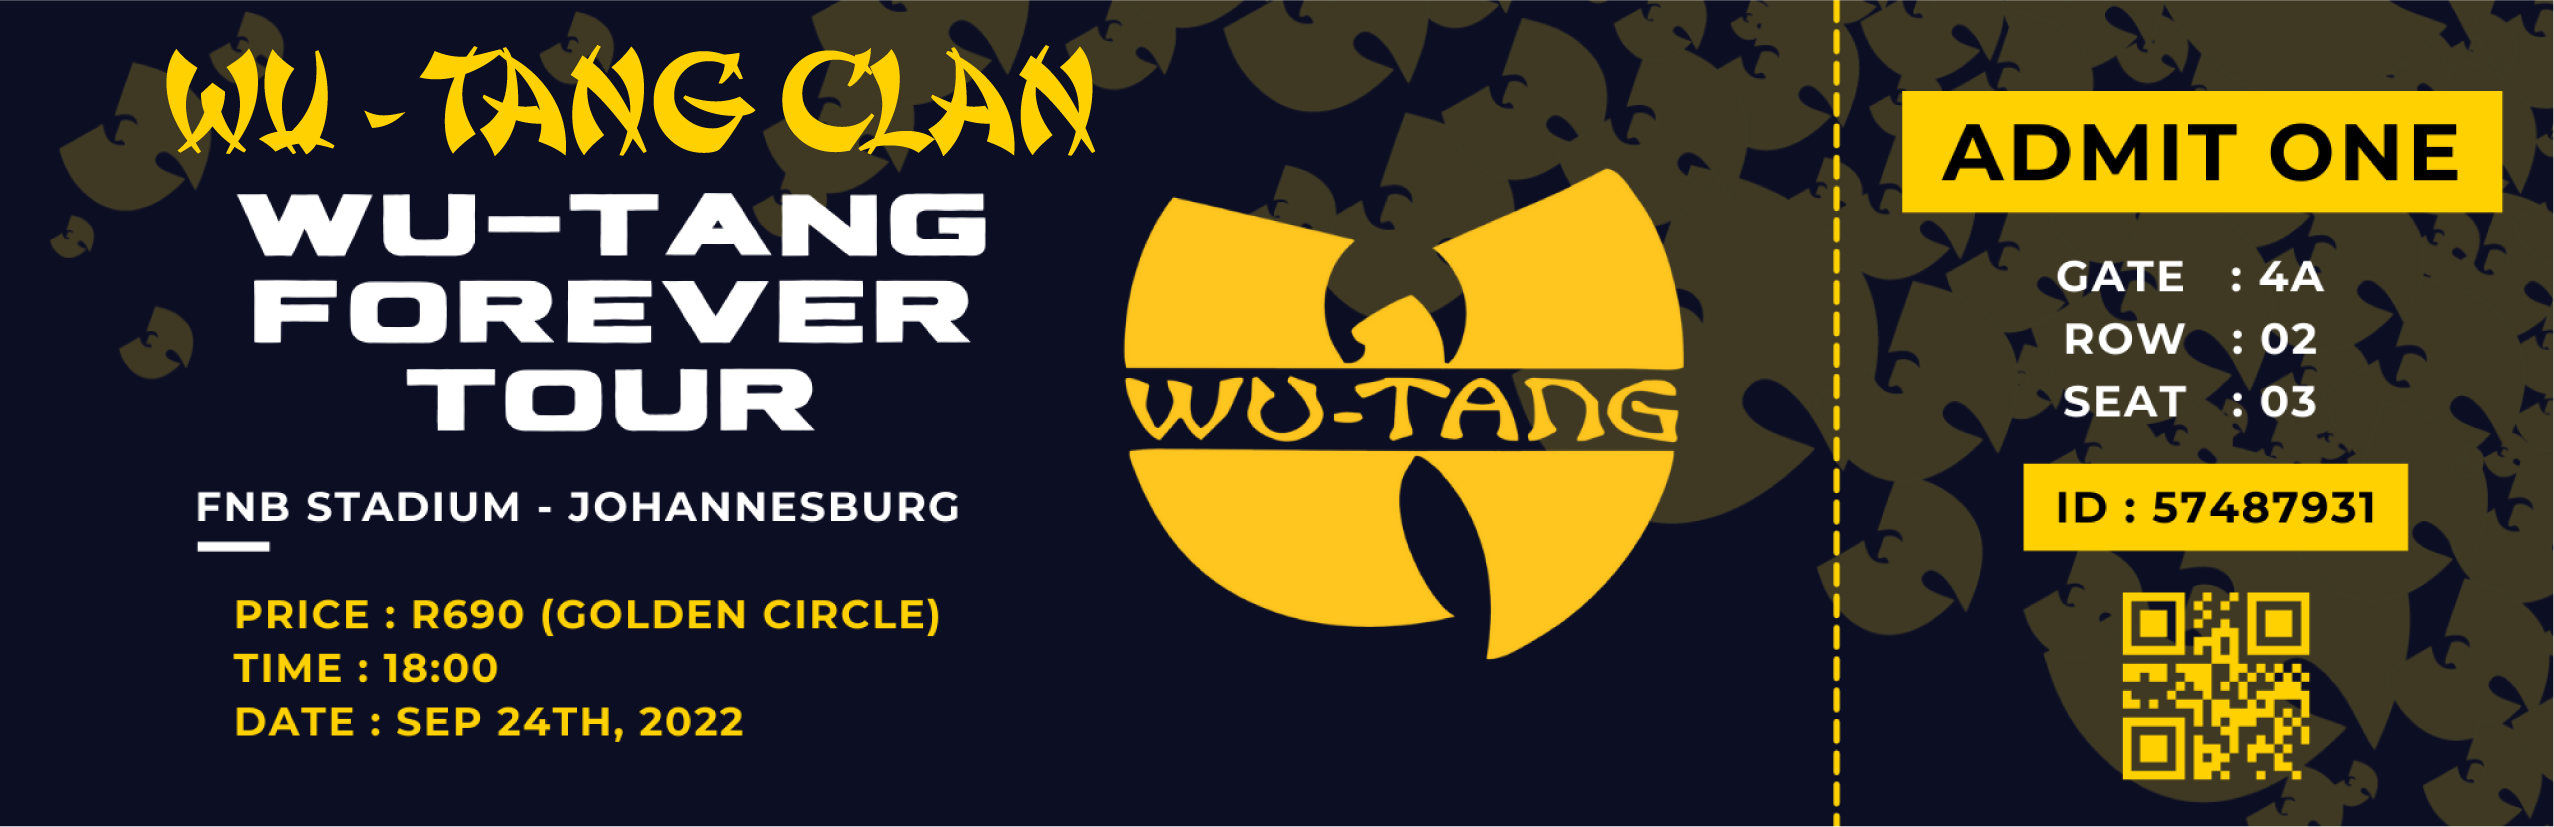 WU - TANG CLAN
WU-TANG
FOREVER
TOUR
FNB STADIUM - JOHANNESBURG
PRICE : R690 (GOLDEN CIRCLE)
TIME : 18:00
DATE : SEP 24TH, 2022
WU-TANG
ADMIT ONE
GATE : 4A
ROW : 02
SEAT : 03
ID : 57487931